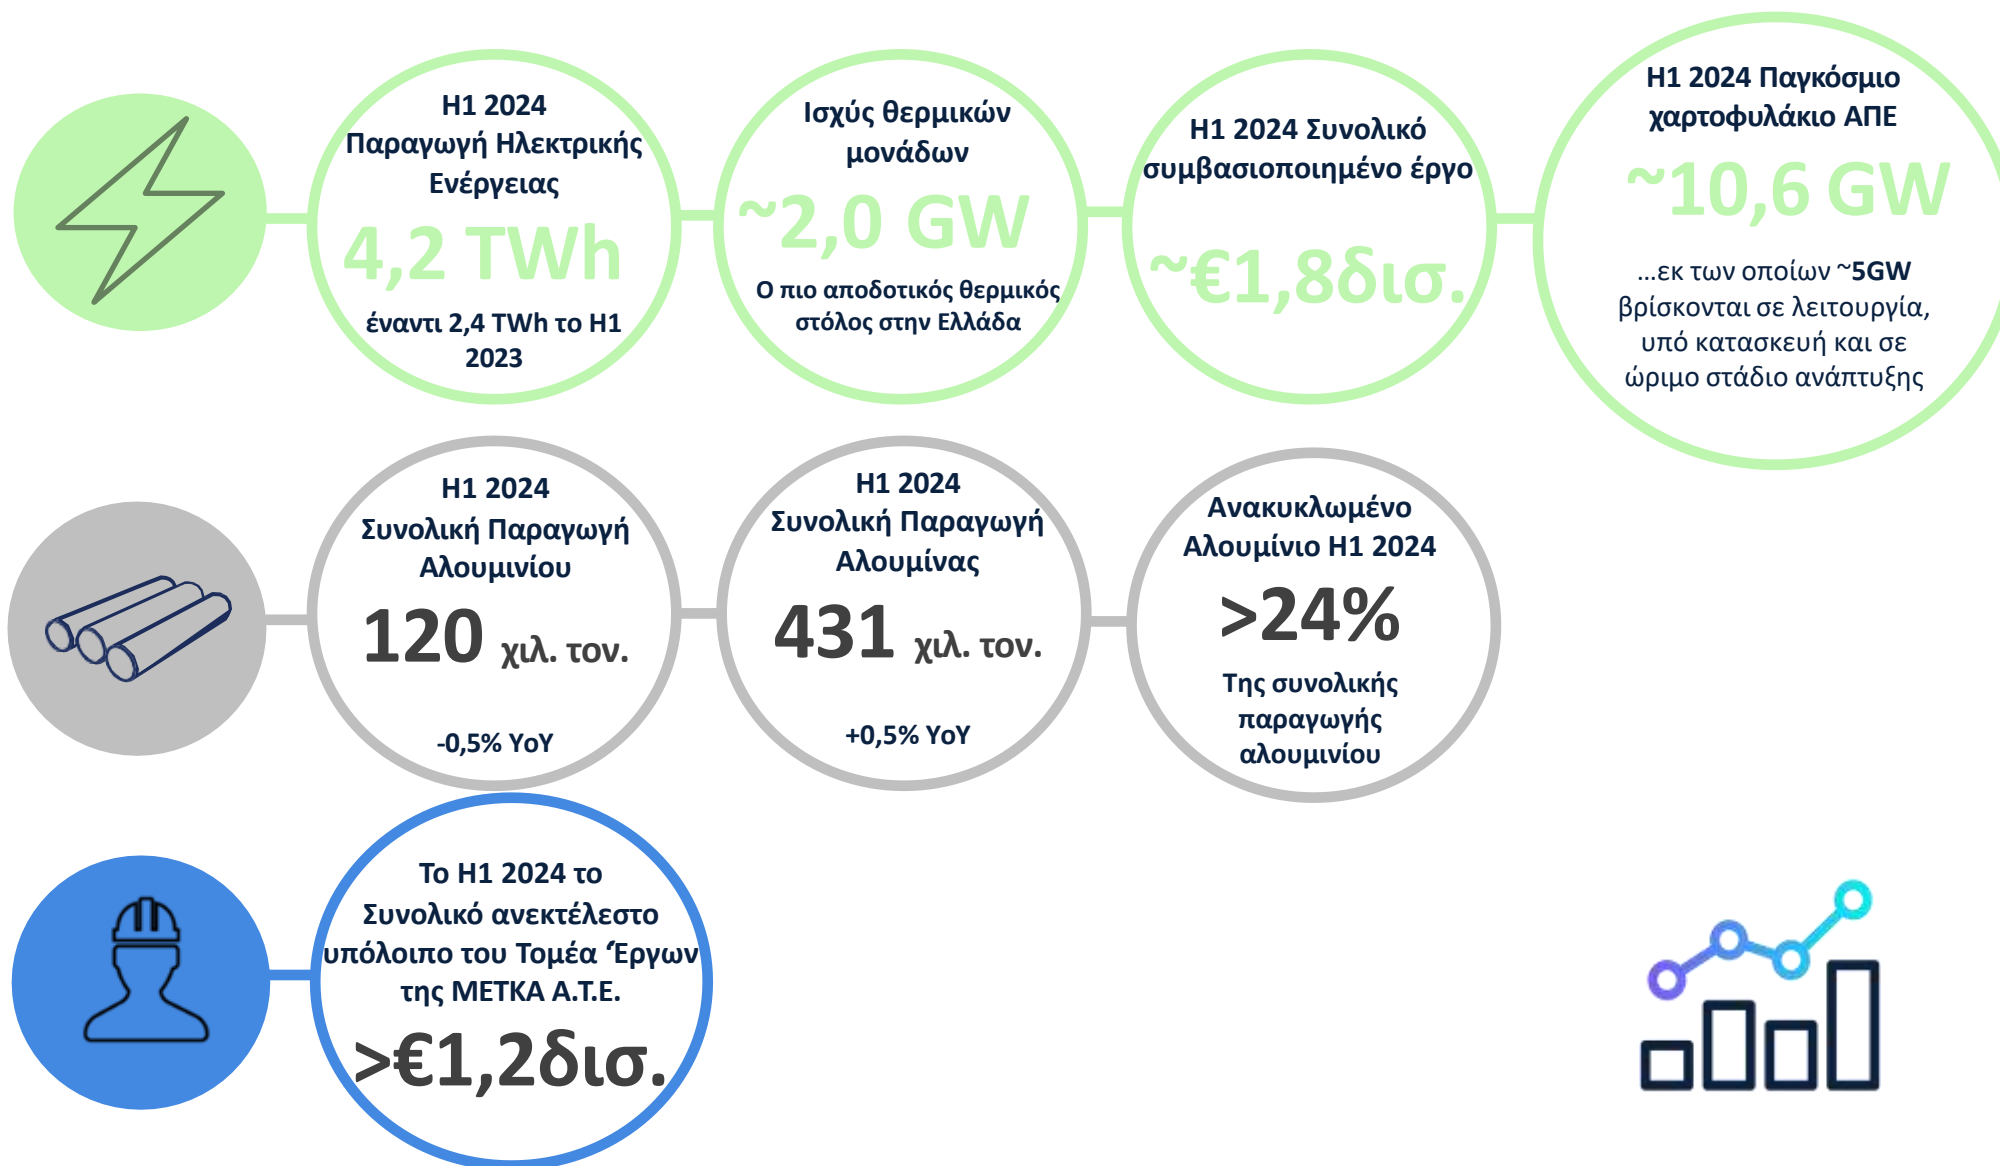 H1 2024
Παραγωγή Ηλεκτρικής
Ενέργειας
4,2 TWh
έναντι 2,4 TWh το H1
2023
Ισχύς θερμικών
μονάδων
~2,0 GW
Ο πιο αποδοτικός θερμικός
στόλος στην Ελλάδα
H1 2024 Συνολικό
συμβασιοποιημένο έργο
~€1,8δισ.
H1 2024 Παγκόσμιο
χαρτοφυλάκιο ΑΠΕ
~10,6 GW
...εκ των οποίων ~5GW
βρίσκονται σε λειτουργία,
υπό κατασκευή και σε
ώριμο στάδιο ανάπτυξης
H1 2024
Συνολική Παραγωγή
Αλουμινίου
120 χιλ. τον.
-0,5% YoY
H1 2024
Συνολική Παραγωγή
Αλουμίνας
431 χιλ. τον.
+0,5% YoY
Ανακυκλωμένο
Αλουμίνιο H1 2024
>24%
Της συνολικής
παραγωγής
αλουμινίου
Το H1 2024 το
Συνολικό ανεκτέλεστο
υπόλοιπο του Τομέα ‘Έργων
της ΜΕΤΚΑ Α.Τ.Ε.
>€1,2δισ.